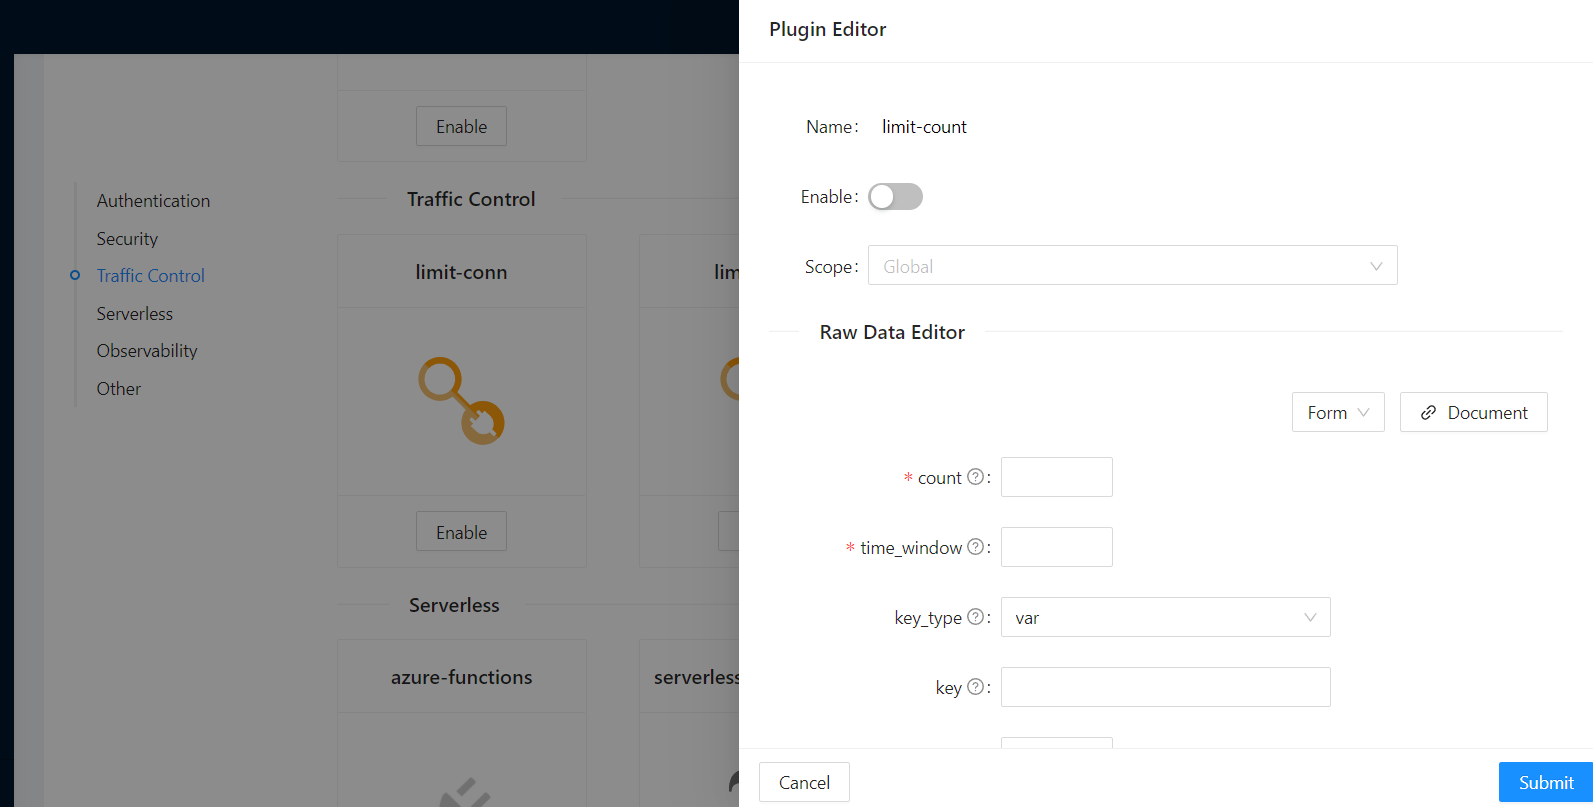 Enable
Authentication
Security
Traffic Control
Serverless
Observability
Other
Traffic Control
limit-conn
Enable
Serverless
azure-functions
serverless
Plugin Editor
Name: limit-count
Enable:
Scope: Global
Raw Data Editor
Form
Document
* count ? :
* time_window ? :
key_type ? : var
key ? :
Cancel
Submit